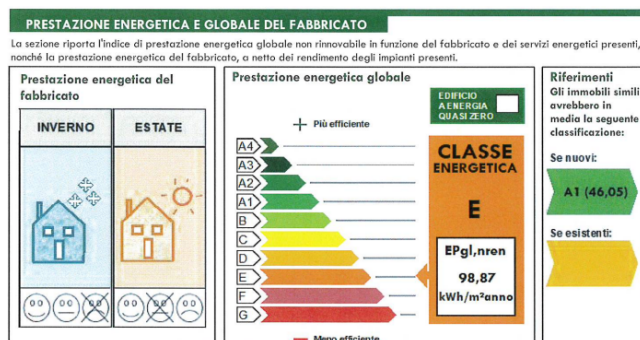 PRESTAZIONE ENERGETICA E GLOBALE DEL FABBRICATO
La sezione riporta l'indice di prestazione energetica globale non rinnovabile in funzione del fabbricato e dei servizi energetici presenti,
nonché la prestazione energetica del fabbricato, a netto dei rendimento degli impianti presenti.
Prestazione energetica del
fabbricato
INVERNO
ESTATE
Prestazione energetica globale
Più efficiente
A4
A3
A2
A1
B
C
D
E
F
G
Meno efficiente
EDIFICIO
A ENERGIA
QUASI ZERO
CLASSE
ENERGETICA
E
EPgl,nren
98,87
kWh/m²anno
Riferimenti
Gli immobili simili
avrebbero in
media la seguente
classificazione:
Se nuovi:
A1 (46,05)
Se esistenti: